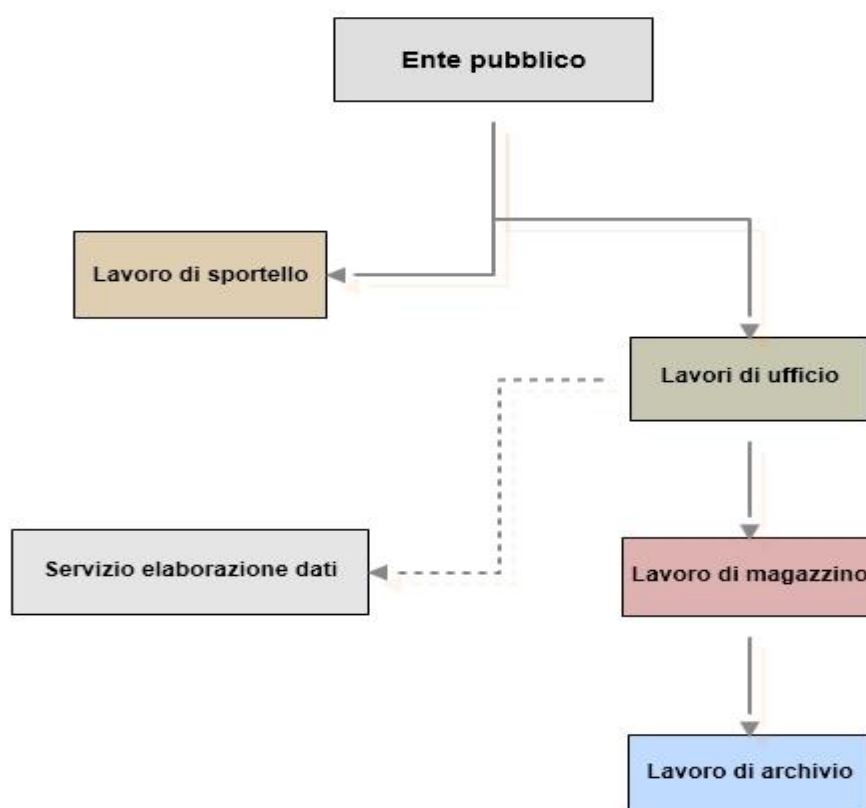 Ente pubblico
Lavoro di sportello
Lavori di ufficio
Servizio elaborazione dati
Lavoro di magazzino
Lavoro di archivio